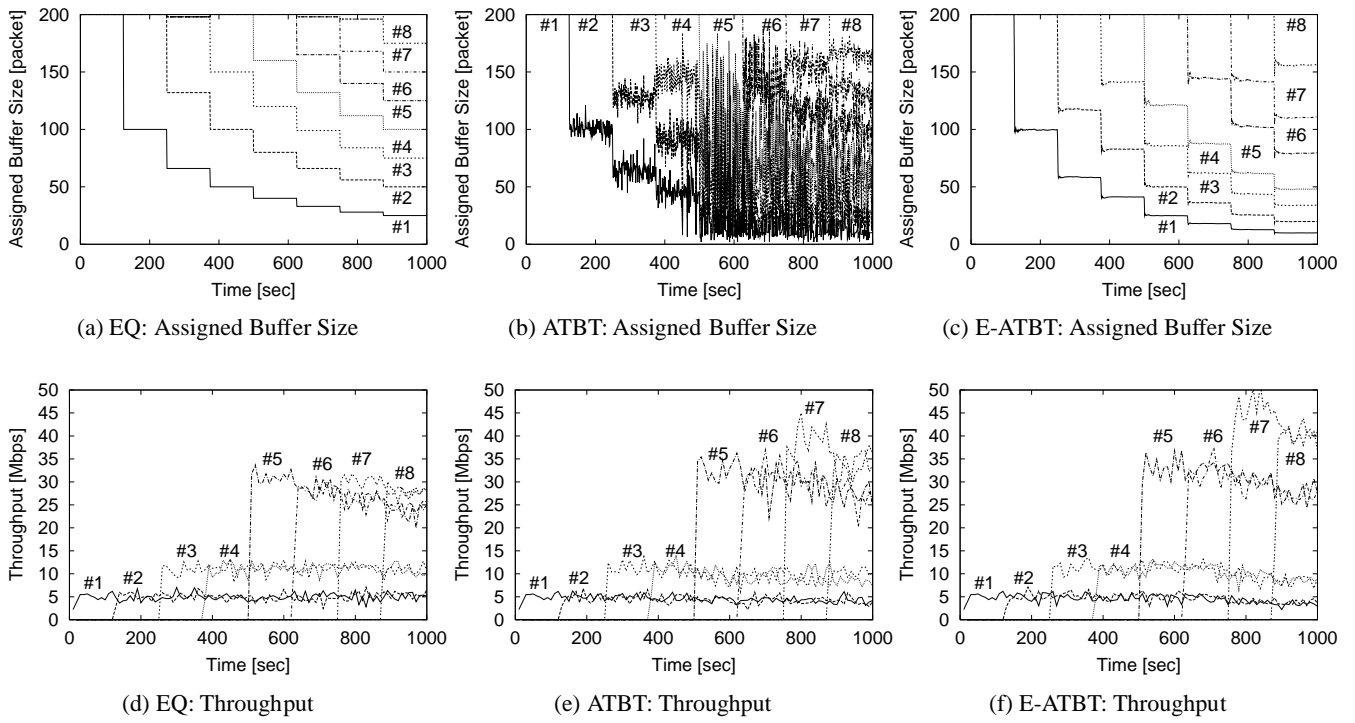 Assigned Buffer Size [packet]
200
150
100
50
0
0 200 400 600 800 1000
Time [sec]
#8
#7
#6
#5
#4
#3
#2
#1
(a) EQ: Assigned Buffer Size
Assigned Buffer Size [packet]
200
150
100
50
0
0 200 400 600 800 1000
Time [sec]
#1 #2 #3 #4 #5 #6 #7 #8
(b) ATBT: Assigned Buffer Size
Assigned Buffer Size [packet]
200
150
100
50
0
0 200 400 600 800 1000
Time [sec]
#8
#7
#6
#5
#4
#3
#2
#1
(c) E-ATBT: Assigned Buffer Size
Throughput [Mbps]
50
45
40
35
30
25
20
15
10
5
0
0 200 400 600 800 1000
Time [sec]
#1 #2 #3 #4 #5 #6 #7 #8
(d) EQ: Throughput
Throughput [Mbps]
50
45
40
35
30
25
20
15
10
5
0
0 200 400 600 800 1000
Time [sec]
#1 #2 #3 #4 #5 #6 #7 #8
(e) ATBT: Throughput
Throughput [Mbps]
50
45
40
35
30
25
20
15
10
5
0
0 200 400 600 800 1000
Time [sec]
#1 #2 #3 #4 #5 #6 #7 #8
(f) E-ATBT: Throughput